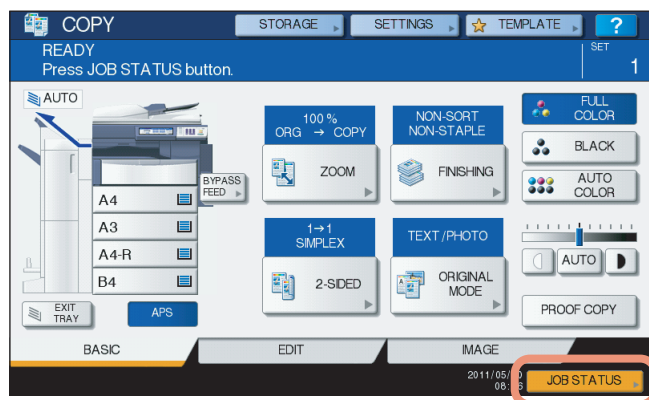 COPY
STORAGE
SETTINGS
TEMPLATE
?
READY
Press JOB STATUS button.
SET
1
AUTO
100 %
ORG → COPY
ZOOM
NON-SORT
NON-STAPLE
FINISHING
FULL
COLOR
BLACK
AUTO
COLOR
BYPASS
FEED
A4
A3
A4-R
B4
1→1
SIMPLEX
2-SIDED
TEXT/PHOTO
ORIGINAL
MODE
AUTO
EXIT
TRAY
APS
PROOF COPY
BASIC
EDIT
IMAGE
2011/05/
JOB STATUS